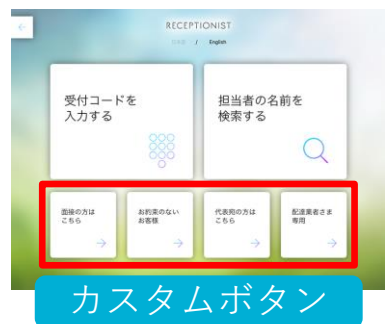 RECEPTIONIST
日本語 / English
受付コードを
入力する
担当者の名前を
検索する
面接の方は
こちら
お約束のない
お客様
代表宛の方は
こちら
配達業者さま
専用
カスタムボタン